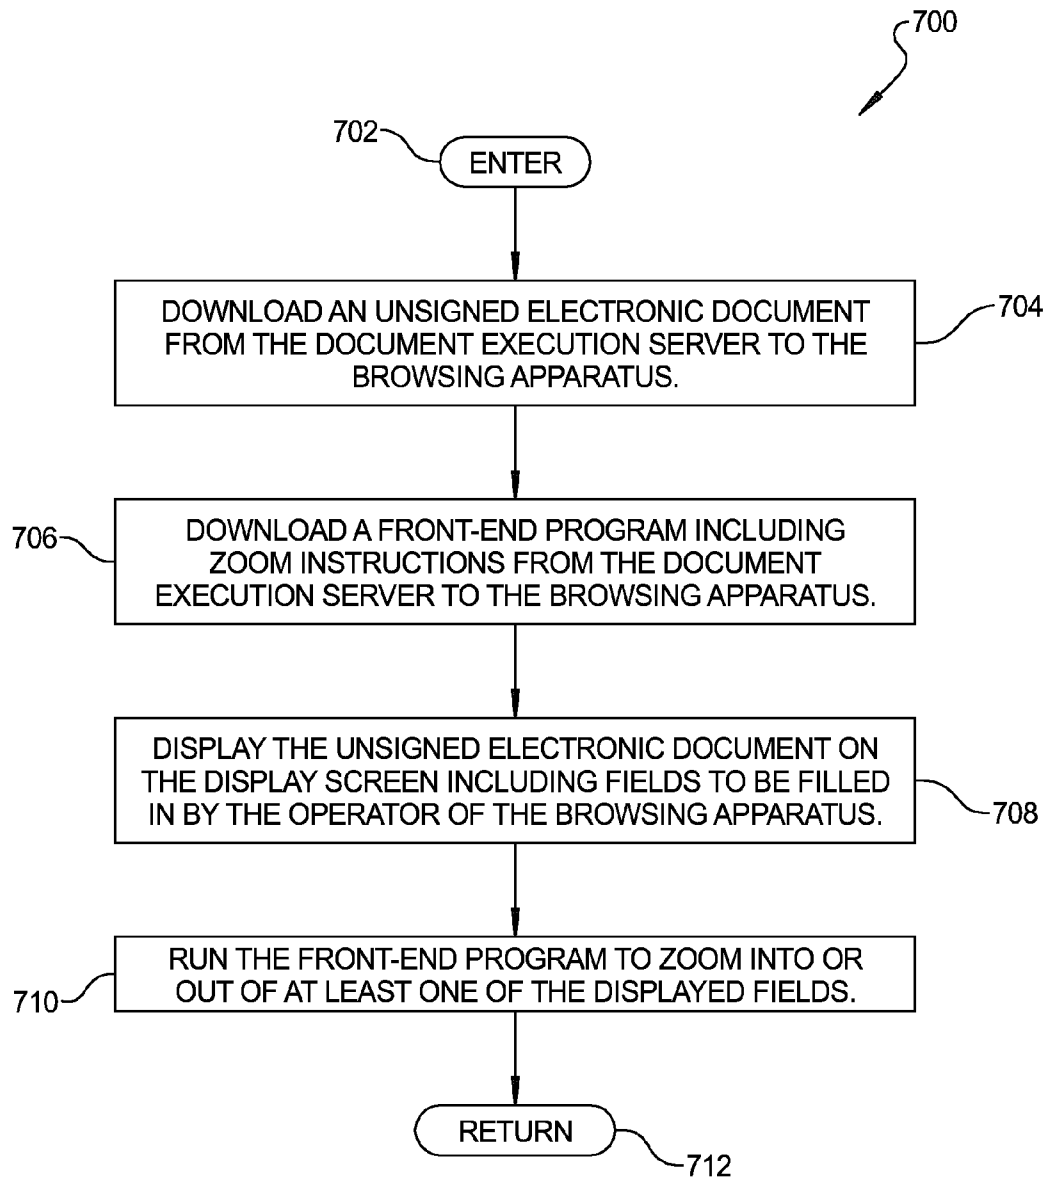 700
702
ENTER
DOWNLOAD AN UNSIGNED ELECTRONIC DOCUMENT
FROM THE DOCUMENT EXECUTION SERVER TO THE
BROWSING APPARATUS.
704
706
DOWNLOAD A FRONT-END PROGRAM INCLUDING
ZOOM INSTRUCTIONS FROM THE DOCUMENT
EXECUTION SERVER TO THE BROWSING APPARATUS.
DISPLAY THE UNSIGNED ELECTRONIC DOCUMENT ON
THE DISPLAY SCREEN INCLUDING FIELDS TO BE FILLED
IN BY THE OPERATOR OF THE BROWSING APPARATUS.
708
RUN THE FRONT-END PROGRAM TO ZOOM INTO OR
OUT OF AT LEAST ONE OF THE DISPLAYED FIELDS.
710
RETURN
712